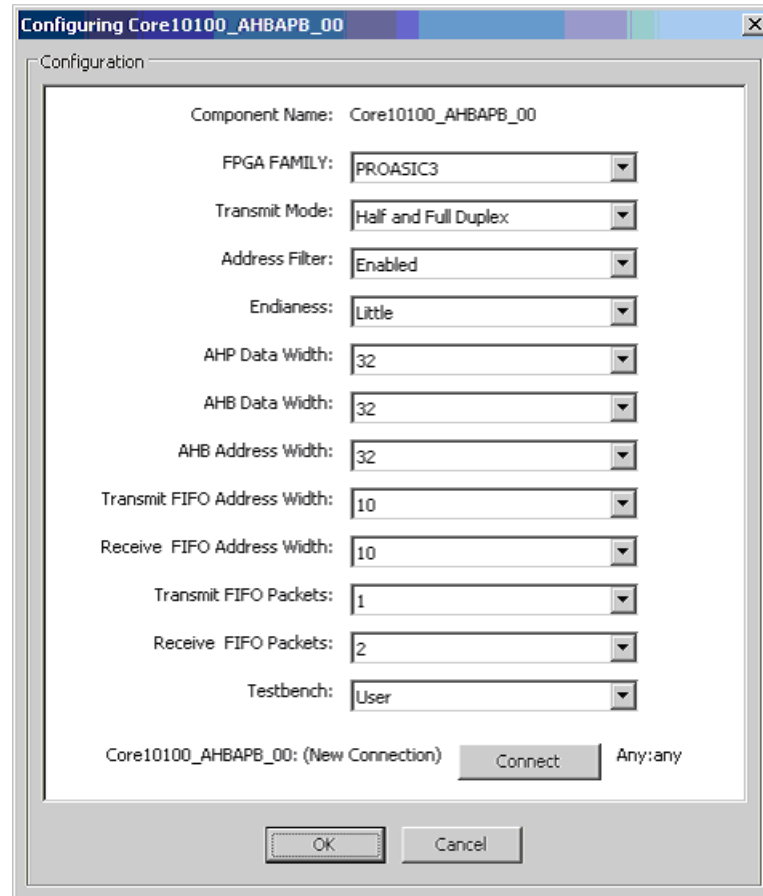 Configuring Core10100_AHBAPB_00
Configuration
Component Name: Core10100_AHBAPB_00
FPGA FAMILY: PROASIC3
Transmit Mode: Half and Full Duplex
Address Filter: Enabled
Endianess: Little
AHP Data Width: 32
AHB Data Width: 32
AHB Address Width: 32
Transmit FIFO Address Width: 10
Receive FIFO Address Width: 10
Transmit FIFO Packets: 1
Receive FIFO Packets: 2
Testbench: User
Core10100_AHBAPB_00: (New Connection) Connect Any:any
OK Cancel